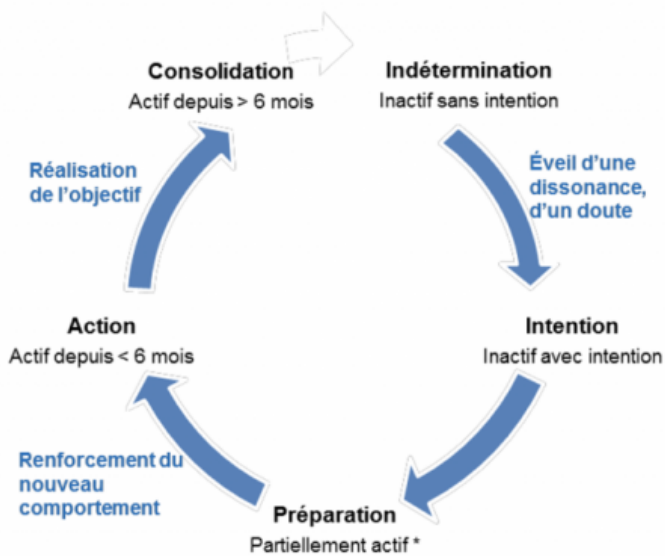 Consolidation
Actif depuis > 6 mois
Indétermination
Inactif sans intention
Éveil d'une
dissonance,
d'un doute
Intention
Inactif avec intention
Préparation
Partiellement actif *
Renforcement du
nouveau
comportement
Action
Actif depuis < 6 mois
Réalisation
de l'objectif